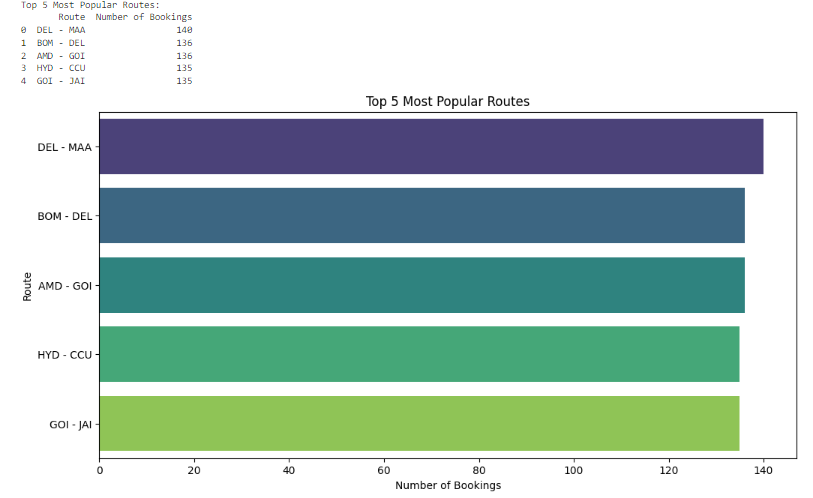 Top 5 Most Popular Routes:
Route Number of Bookings
0 DEL - MAA 140
1 BOM - DEL 136
2 AMD - GOI 136
3 HYD - CCU 135
4 GOI - JAI 135
Top 5 Most Popular Routes
DEL - MAA
BOM - DEL
AMD - GOI
HYD - CCU
GOI - JAI
Route
0 20 40 60 80 100 120 140
Number of Bookings